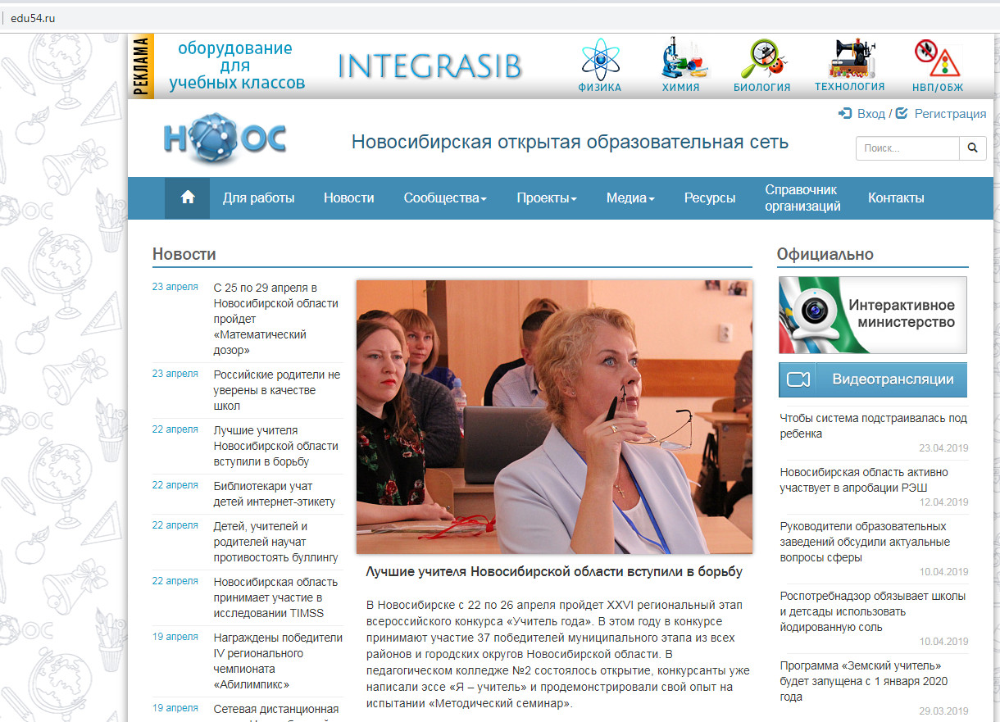 edu54.ru
РЕКЛАМА
оборудование
для
учебных классов
INTEGRASIB
ФИЗИКА
ХИМИЯ
БИОЛОГИЯ
ТЕХНОЛОГИЯ
НВП/ОБЖ
Вход / Регистрация
НООС
Новосибирская открытая образовательная сеть
Поиск...
Для работы
Новости
Сообщества
Проекты
Медиа
Ресурсы
Справочник
организаций
Контакты
Новости
23 апреля
С 25 по 29 апреля в
Новосибирской области
пройдет
«Математический
дозор»
23 апреля
Российские родители не
уверены в качестве
школ
22 апреля
Лучшие учителя
Новосибирской области
вступили в борьбу
22 апреля
Библиотекари учат
детей интернет-этикету
22 апреля
Детей, учителей и
родителей научат
противостоять буллингу
22 апреля
Новосибирская область
принимает участие в
исследовании TIMSS
19 апреля
Награждены победители
IV регионального
чемпионата
«Абилимпикс»
19 апреля
Сетевая дистанционная
Лучшие учителя Новосибирской области вступили в борьбу
В Новосибирске с 22 по 26 апреля пройдет XXVI региональный этап
всероссийского конкурса «Учитель года». В этом году в конкурсе
принимают участие 37 победителей муниципального этапа из всех
районов и городских округов Новосибирской области. В
педагогическом колледже №2 состоялось открытие, конкурсанты уже
написали эссе «Я – учитель» и продемонстрировали свой опыт на
испытании «Методический семинар».
Официально
Интерактивное
министерство
Видеотрансляции
Чтобы система подстраивалась под
ребенка
23.04.2019
Новосибирская область активно
участвует в апробации РЭШ
12.04.2019
Руководители образовательных
заведений обсудили актуальные
вопросы сферы
10.04.2019
Роспотребнадзор обязывает школы
и детсады использовать
йодированную соль
10.04.2019
Программа «Земский учитель»
будет запущена с 1 января 2020
года
29.03.2019